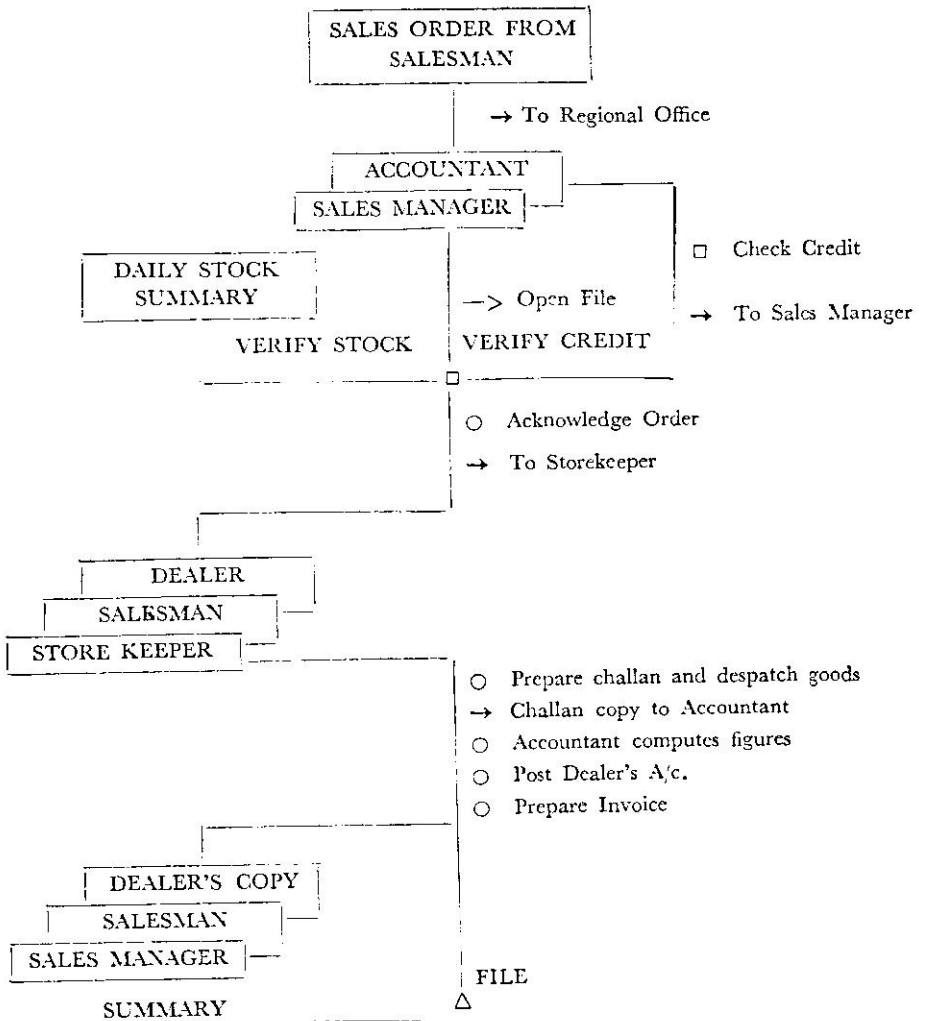 SALES ORDER FROM
SALESMAN
→ To Regional Office
ACCOUNTANT
SALES MANAGER
□ Check Credit
DAILY STOCK
SUMMARY
—> Open File
→ To Sales Manager
VERIFY STOCK
VERIFY CREDIT
○ Acknowledge Order
→ To Storekeeper
DEALER
SALESMAN
STORE KEEPER
○ Prepare challan and despatch goods
→ Challan copy to Accountant
○ Accountant computes figures
○ Post Dealer's A/c.
○ Prepare Invoice
DEALER'S COPY
SALESMAN
SALES MANAGER
FILE
SUMMARY